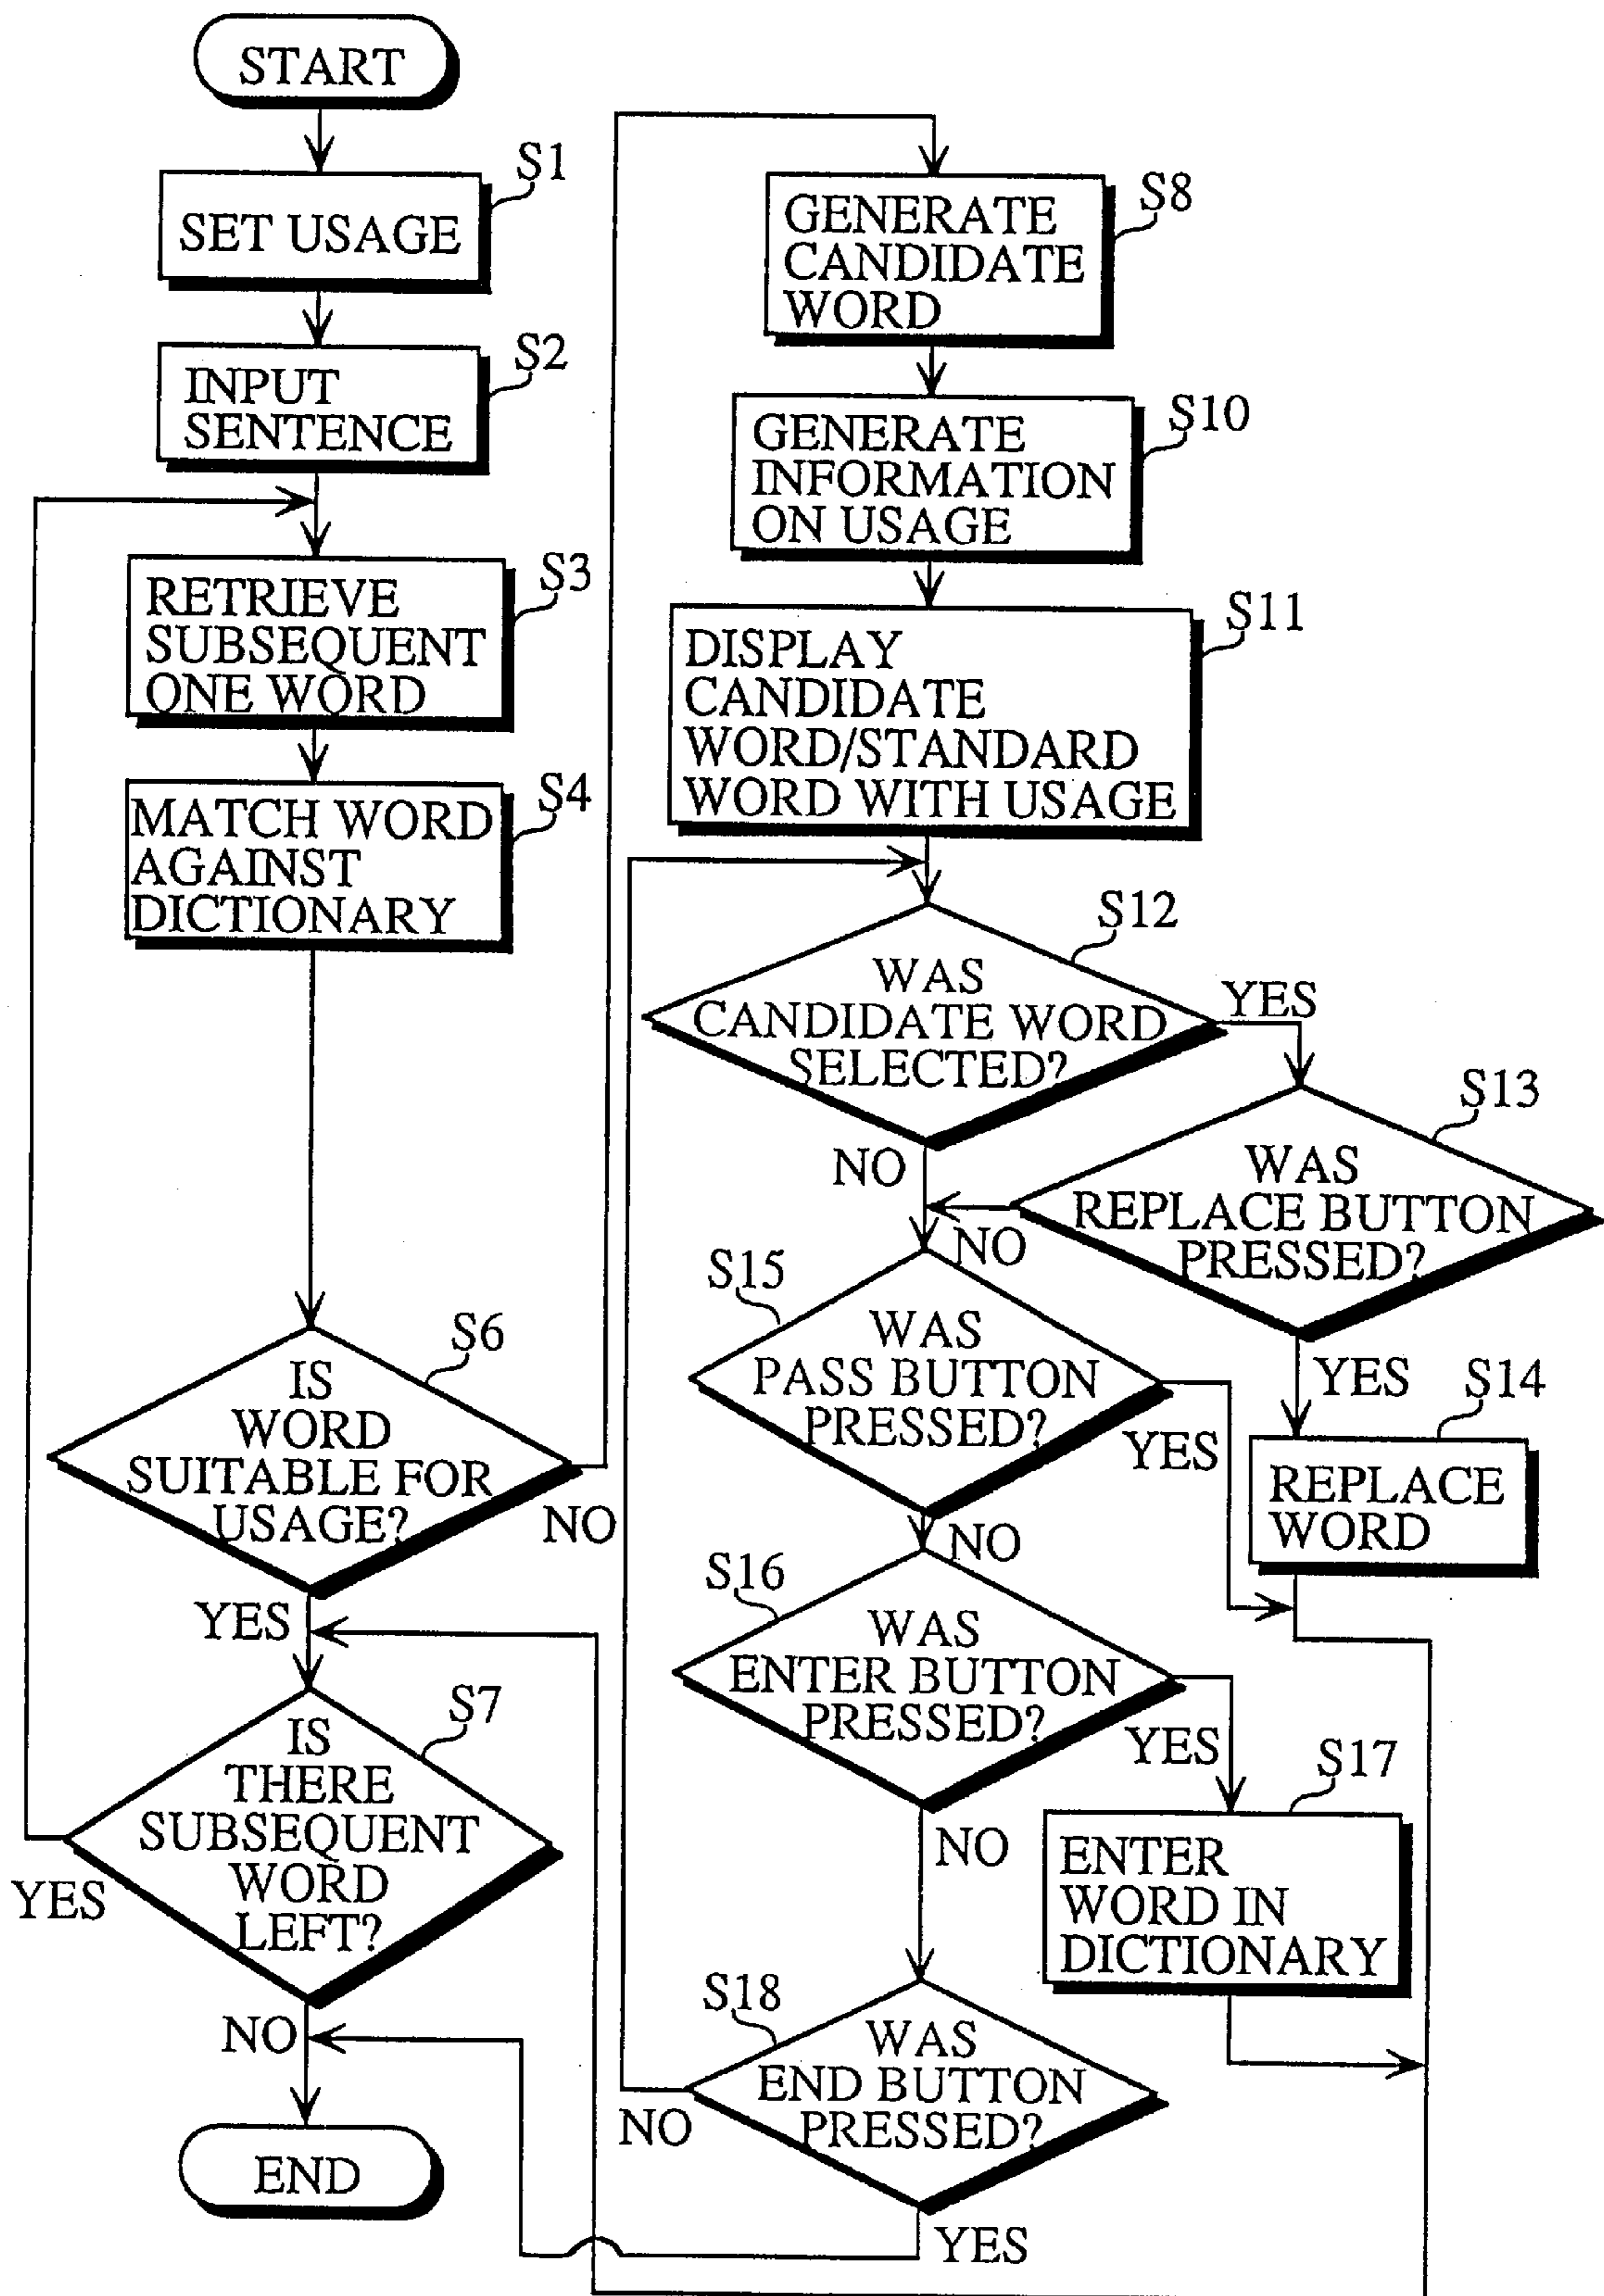 START
S1
SET USAGE
S2
INPUT
SENTENCE
S3
RETRIEVE
SUBSEQUENT
ONE WORD
S4
MATCH WORD
AGAINST
DICTIONARY
S6
IS
WORD
SUITABLE FOR
USAGE?
NO
YES
S7
IS
THERE
SUBSEQUENT
WORD
LEFT?
YES
NO
END
S8
GENERATE
CANDIDATE
WORD
S10
GENERATE
INFORMATION
ON USAGE
S11
DISPLAY
CANDIDATE
WORD/STANDARD
WORD WITH USAGE
S12
WAS
CANDIDATE WORD
SELECTED?
YES
NO
S13
WAS
REPLACE BUTTON
PRESSED?
NO
YES
S14
REPLACE
WORD
S15
WAS
PASS BUTTON
PRESSED?
YES
NO
S16
WAS
ENTER BUTTON
PRESSED?
YES
NO
S17
ENTER
WORD IN
DICTIONARY
S18
WAS
END BUTTON
PRESSED?
NO
YES